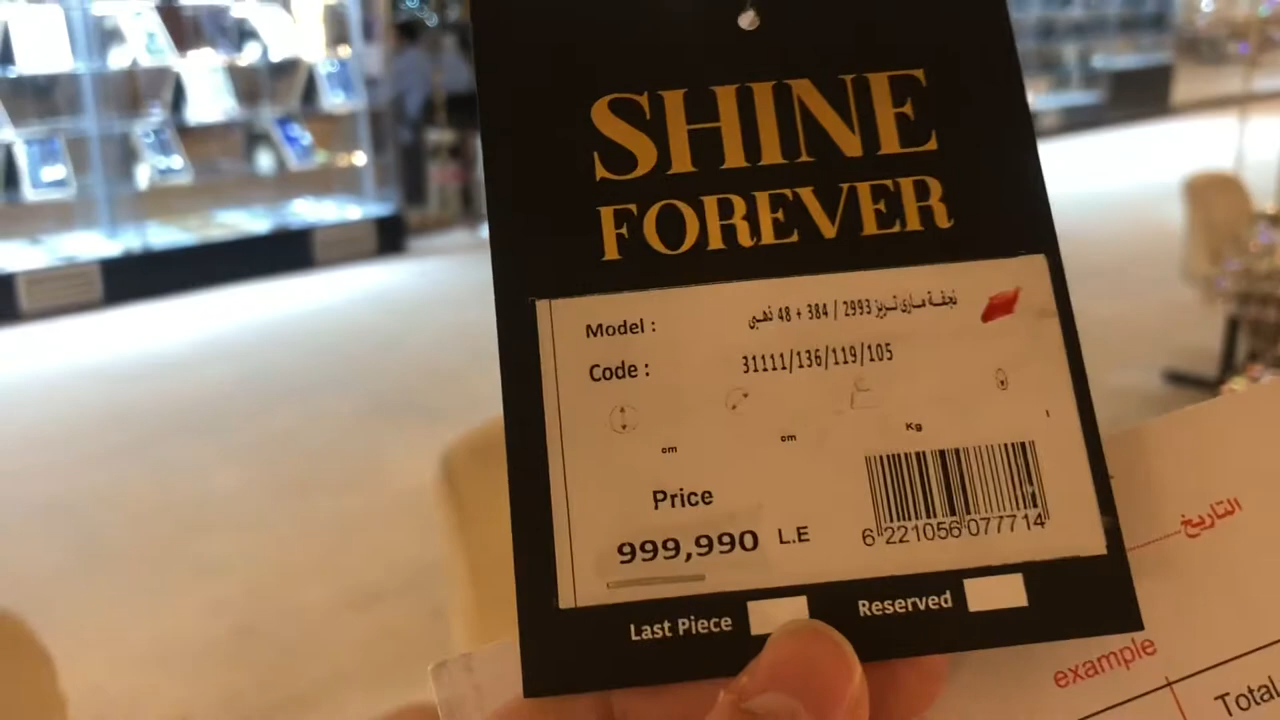 SHINE
FOREVER
Model : نجفة ماري تريز 2993 / 384 + 48 ذهبي
Code : 31111/136/119/105
cm cm Kg
Price
999,990 L.E
6 221056 077714
Last Piece Reserved
التاريخ
example
Total